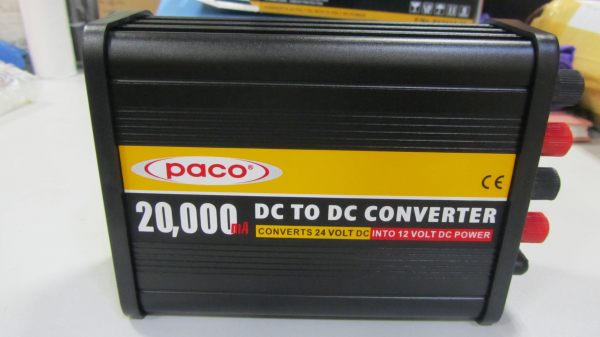 paco®
CE
20,000mA DC TO DC CONVERTER
CONVERTS 24 VOLT DC INTO 12 VOLT DC POWER